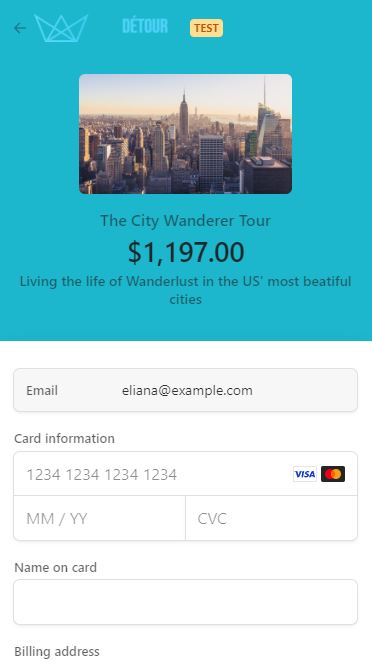 DÉTOUR TEST
The City Wanderer Tour
$1,197.00
Living the life of Wanderlust in the US' most beatiful
cities
Email eliana@example.com
Card information
1234 1234 1234 1234 VISA
MM / YY CVC
Name on card
Billing address